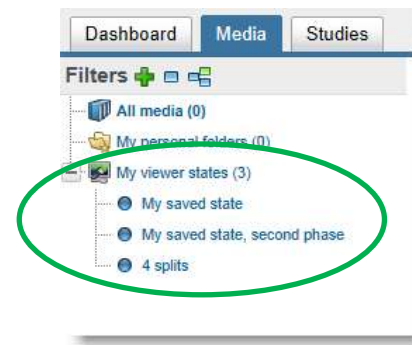 Dashboard Media Studies
Filters
All media (0)
My personal folders (0)
My viewer states (3)
My saved state
My saved state, second phase
4 splits